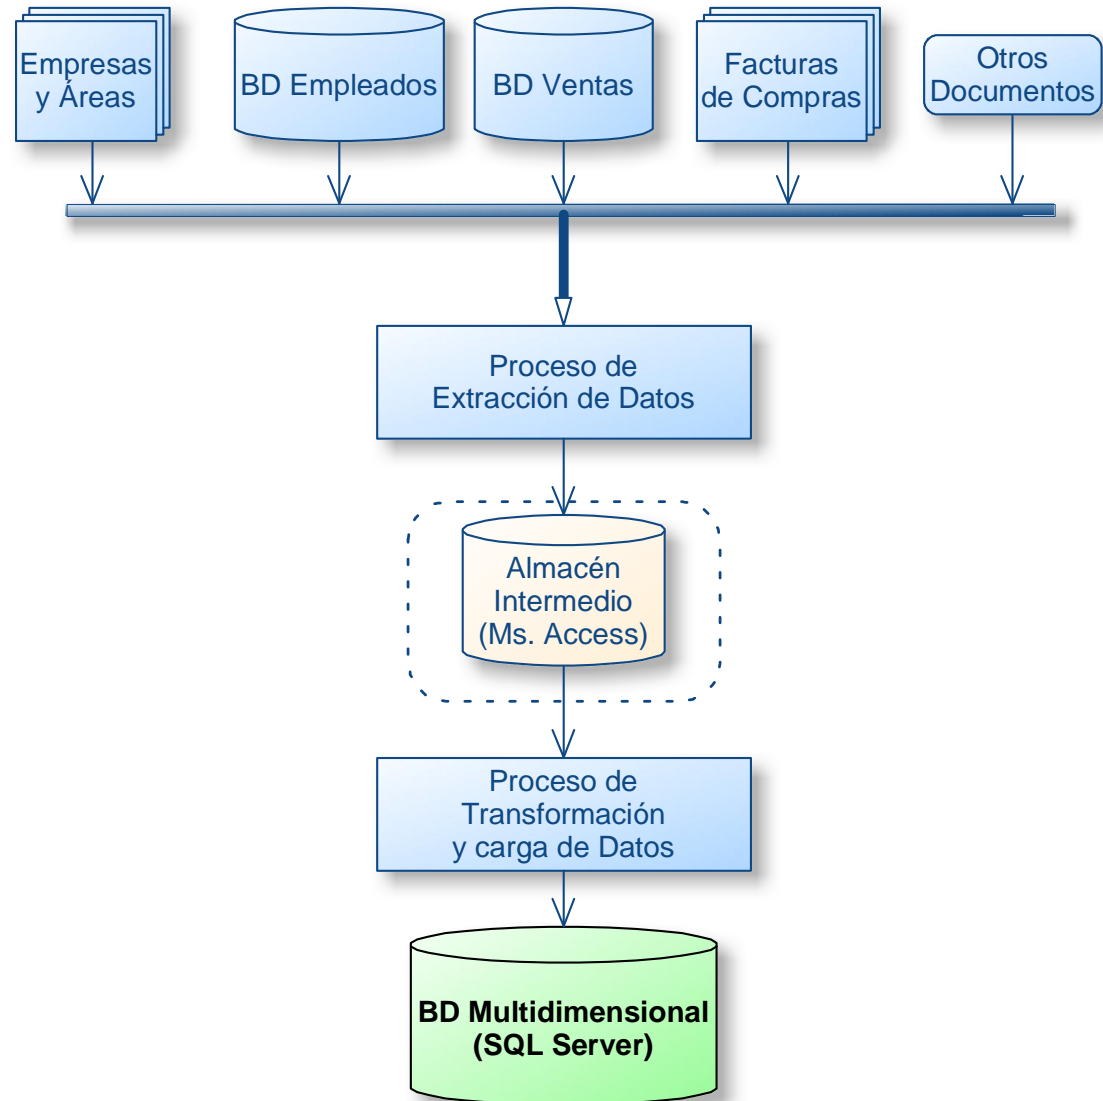 Empresas
y Áreas
BD Empleados
BD Ventas
Facturas
de Compras
Otros
Documentos
Proceso de
Extracción de Datos
Almacén
Intermedio
(Ms. Access)
Proceso de
Transformación
y carga de Datos
BD Multidimensional
(SQL Server)